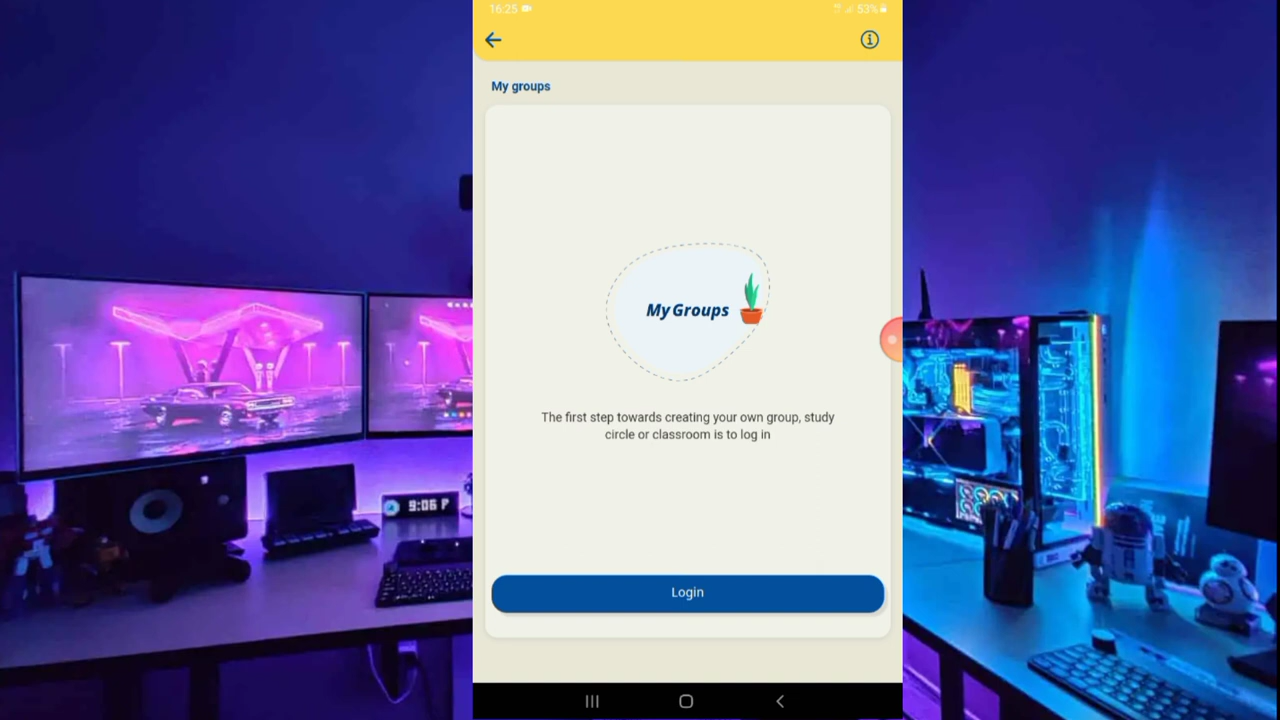 16:25
53%
My groups
My Groups
The first step towards creating your own group, study
circle or classroom is to log in
Login
9:06 P